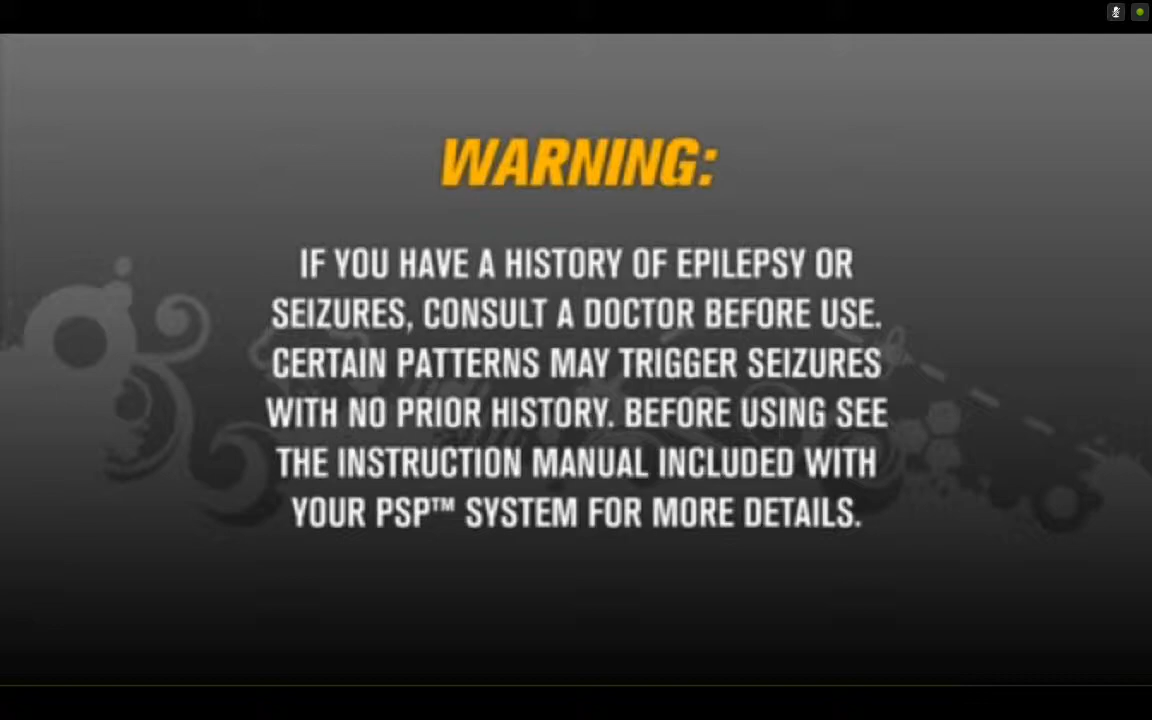 WARNING:
IF YOU HAVE A HISTORY OF EPILEPSY OR
SEIZURES, CONSULT A DOCTOR BEFORE USE.
CERTAIN PATTERNS MAY TRIGGER SEIZURES
WITH NO PRIOR HISTORY. BEFORE USING SEE
THE INSTRUCTION MANUAL INCLUDED WITH
YOUR PSP™ SYSTEM FOR MORE DETAILS.